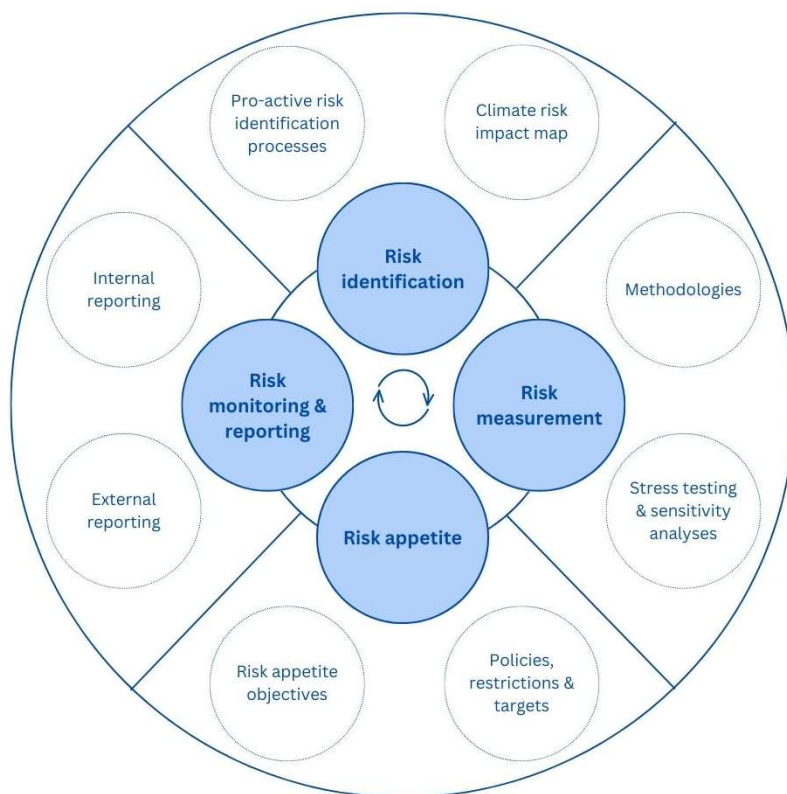 Pro-active risk
identification
processes
Climate risk
impact map
Risk
identification
Internal
reporting
Methodologies
Risk
monitoring &
reporting
Risk
measurement
External
reporting
Stress testing
& sensitivity
analyses
Risk appetite
Risk appetite
objectives
Policies,
restrictions &
targets